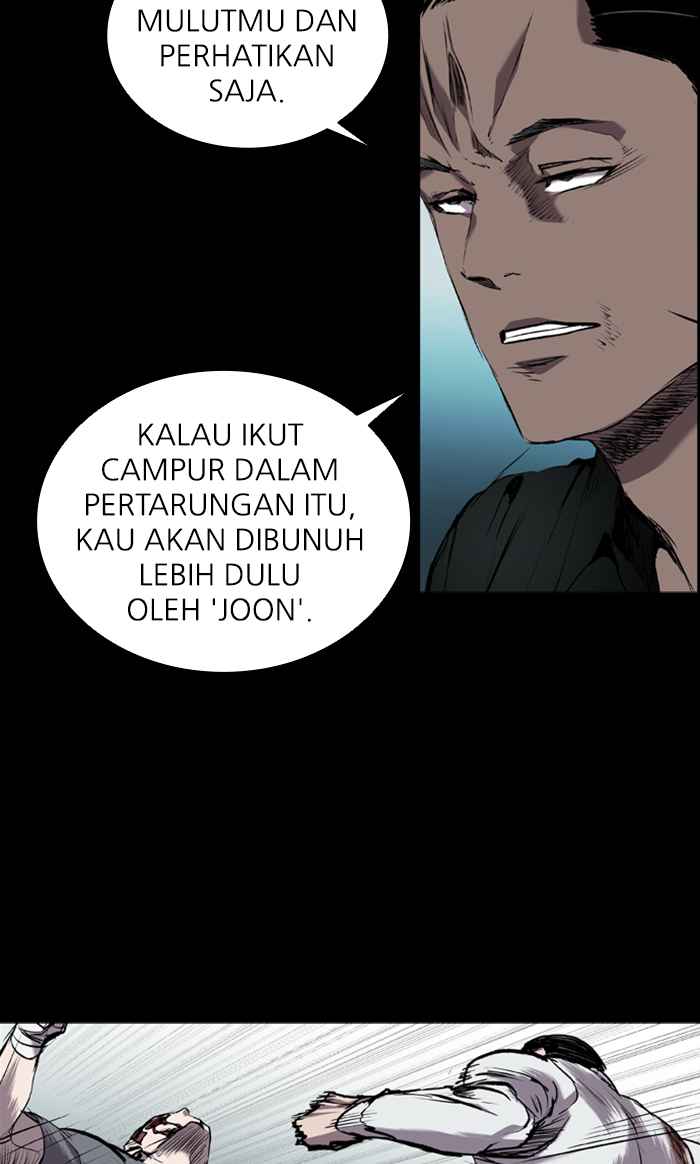 MULUTMU DAN
PERHATIKAN
SAJA.
KALAU IKUT
CAMPUR DALAM
PERTARUNGAN ITU,
KAU AKAN DIBUNUH
LEBIH DULU
OLEH 'JOON'.